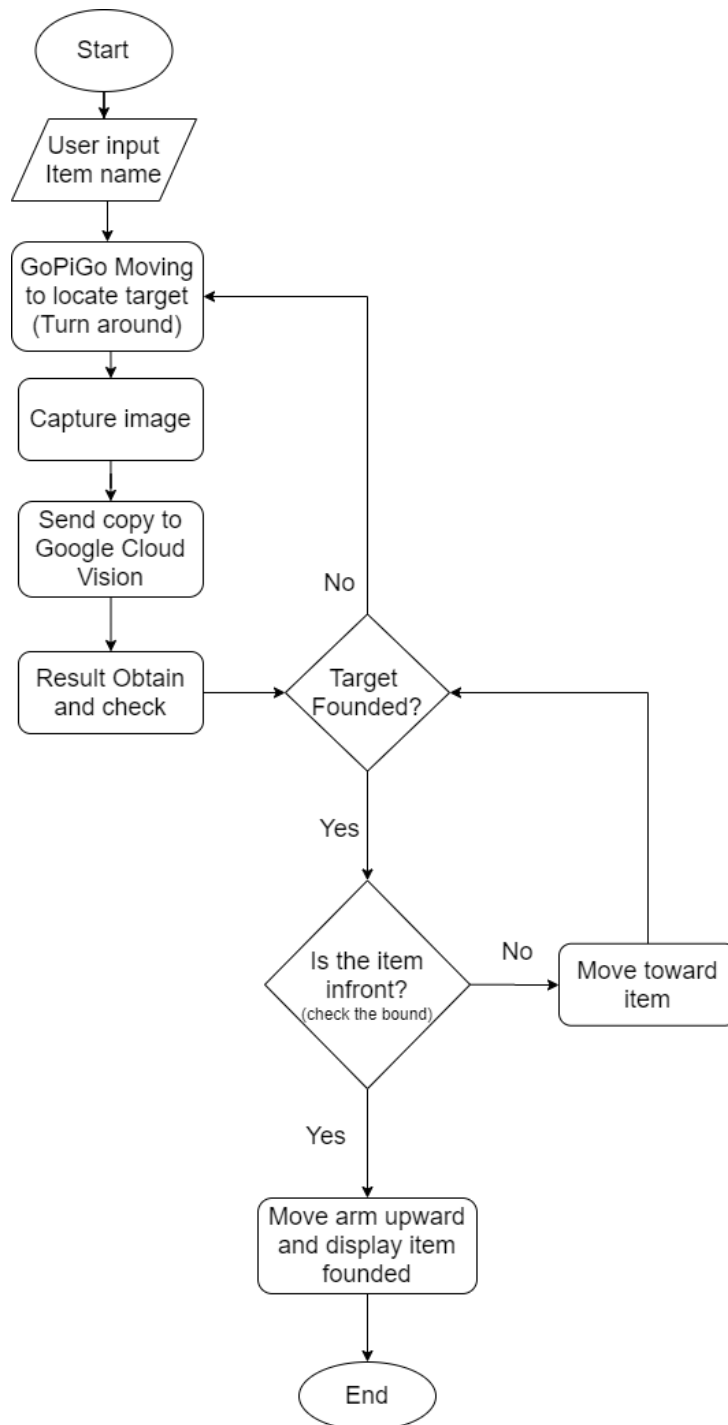 Start
User input
Item name
GoPiGo Moving
to locate target
(Turn around)
Capture image
Send copy to
Google Cloud
Vision
No
Result Obtain
and check
Target
Founded?
Yes
Is the item
infront?
(check the bound)
No
Move toward
item
Yes
Move arm upward
and display item
founded
End